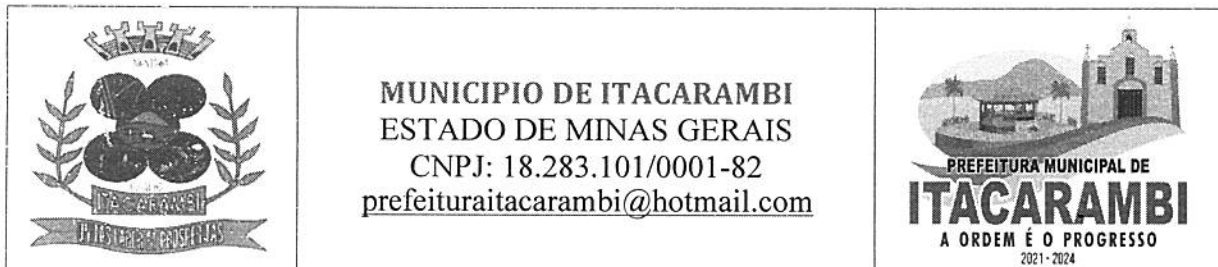 ITACARAMBI
MUNICIPIO DE ITACARAMBI
ESTADO DE MINAS GERAIS
CNPJ: 18.283.101/0001-82
prefeituraitacarambi@hotmail.com
PREFEITURA MUNICIPAL DE
ITACARAMBI
A ORDEM É O PROGRESSO
2021-2024